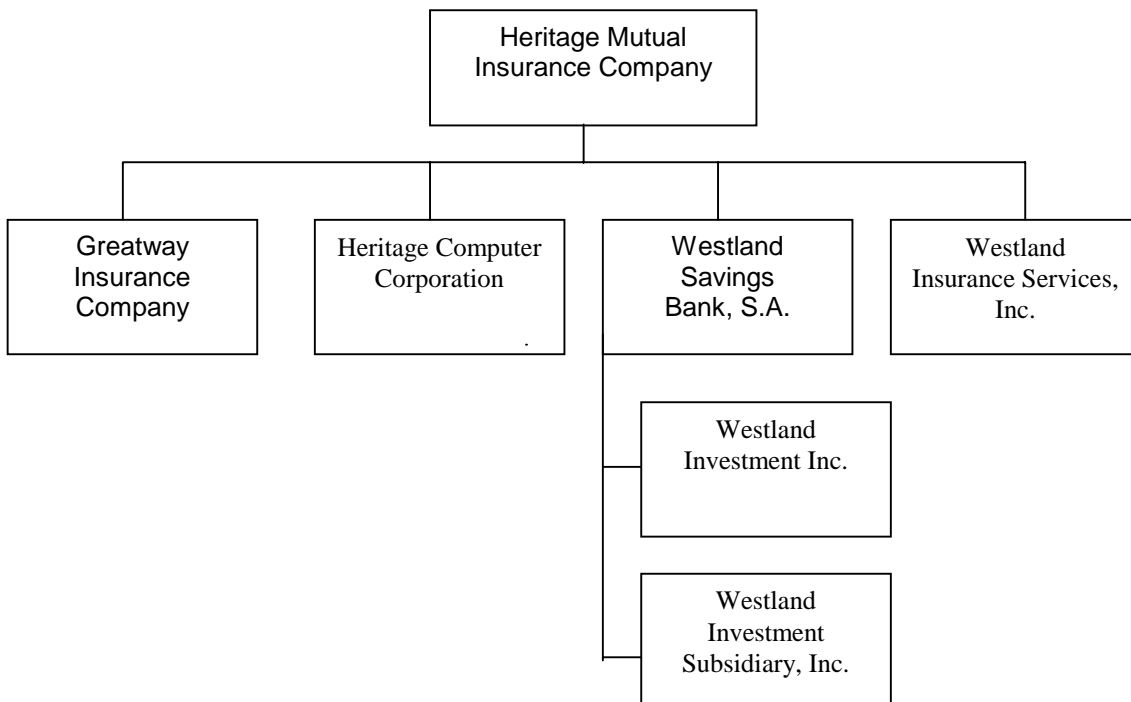 Heritage Mutual
Insurance Company
Greatway
Insurance
Company
Heritage Computer
Corporation
.
Westland
Savings
Bank, S.A.
Westland
Insurance Services,
Inc.
Westland
Investment Inc.
Westland
Investment
Subsidiary, Inc.